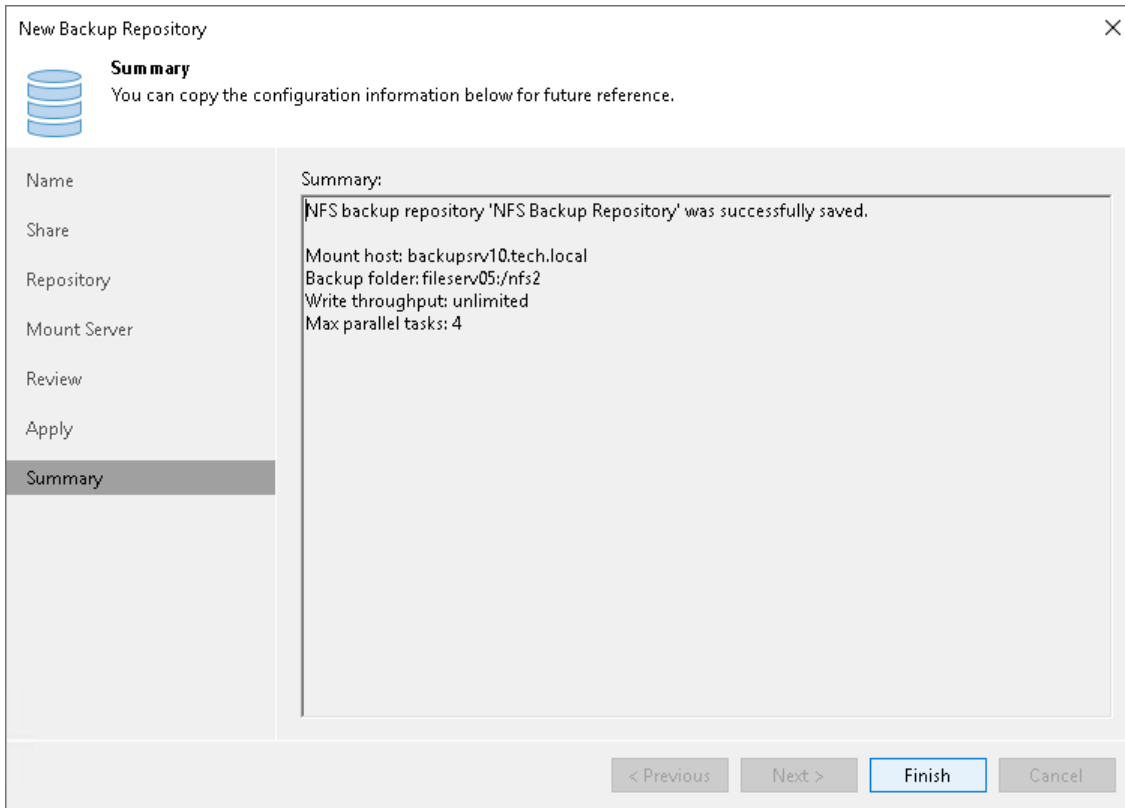 New Backup Repository
Summary
You can copy the configuration information below for future reference.
Name
Share
Repository
Mount Server
Review
Apply
Summary
Summary:
NFS backup repository 'NFS Backup Repository' was successfully saved.
Mount host: backupsrv10.tech.local
Backup folder: fileserv05:/nfs2
Write throughput: unlimited
Max parallel tasks: 4
< Previous
Next >
Finish
Cancel